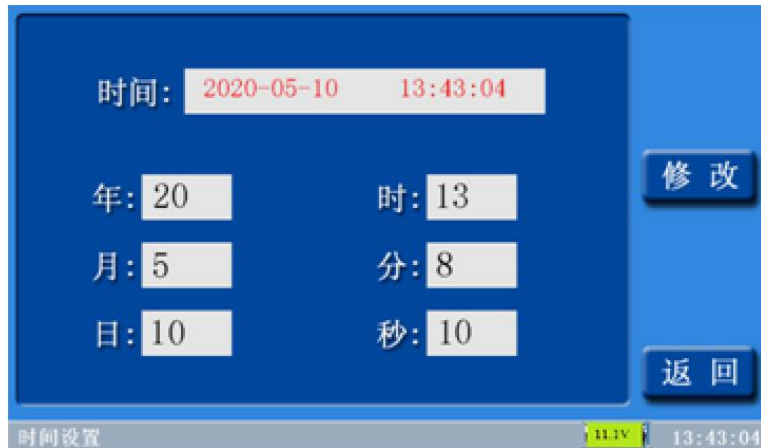 时间: 2020-05-10 13:43:04
年: 20 时: 13
修 改
月: 5 分: 8
日: 10 秒: 10
返 回
时间设置 11.1V 13:43:04